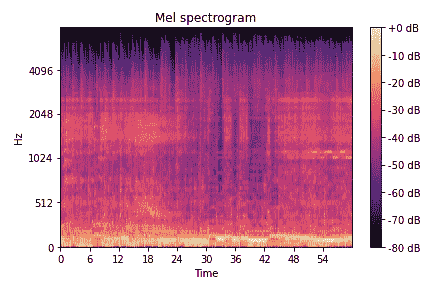 Mel spectrogram
Hz
4096
2048
1024
512
0
0 6 12 18 24 30 36 42 48 54
Time
+0 dB
-10 dB
-20 dB
-30 dB
-40 dB
-50 dB
-60 dB
-70 dB
-80 dB